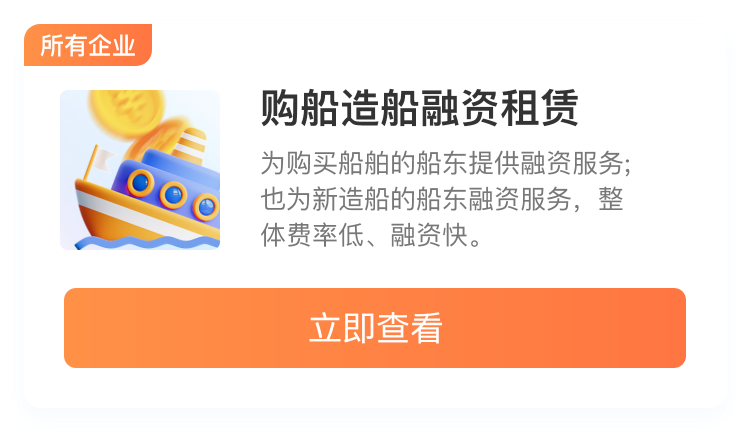 所有企业
购船造船融资租赁
为购买船舶的船东提供融资服务;
也为新造船的船东融资服务，整
体费率低、融资快。
立即查看